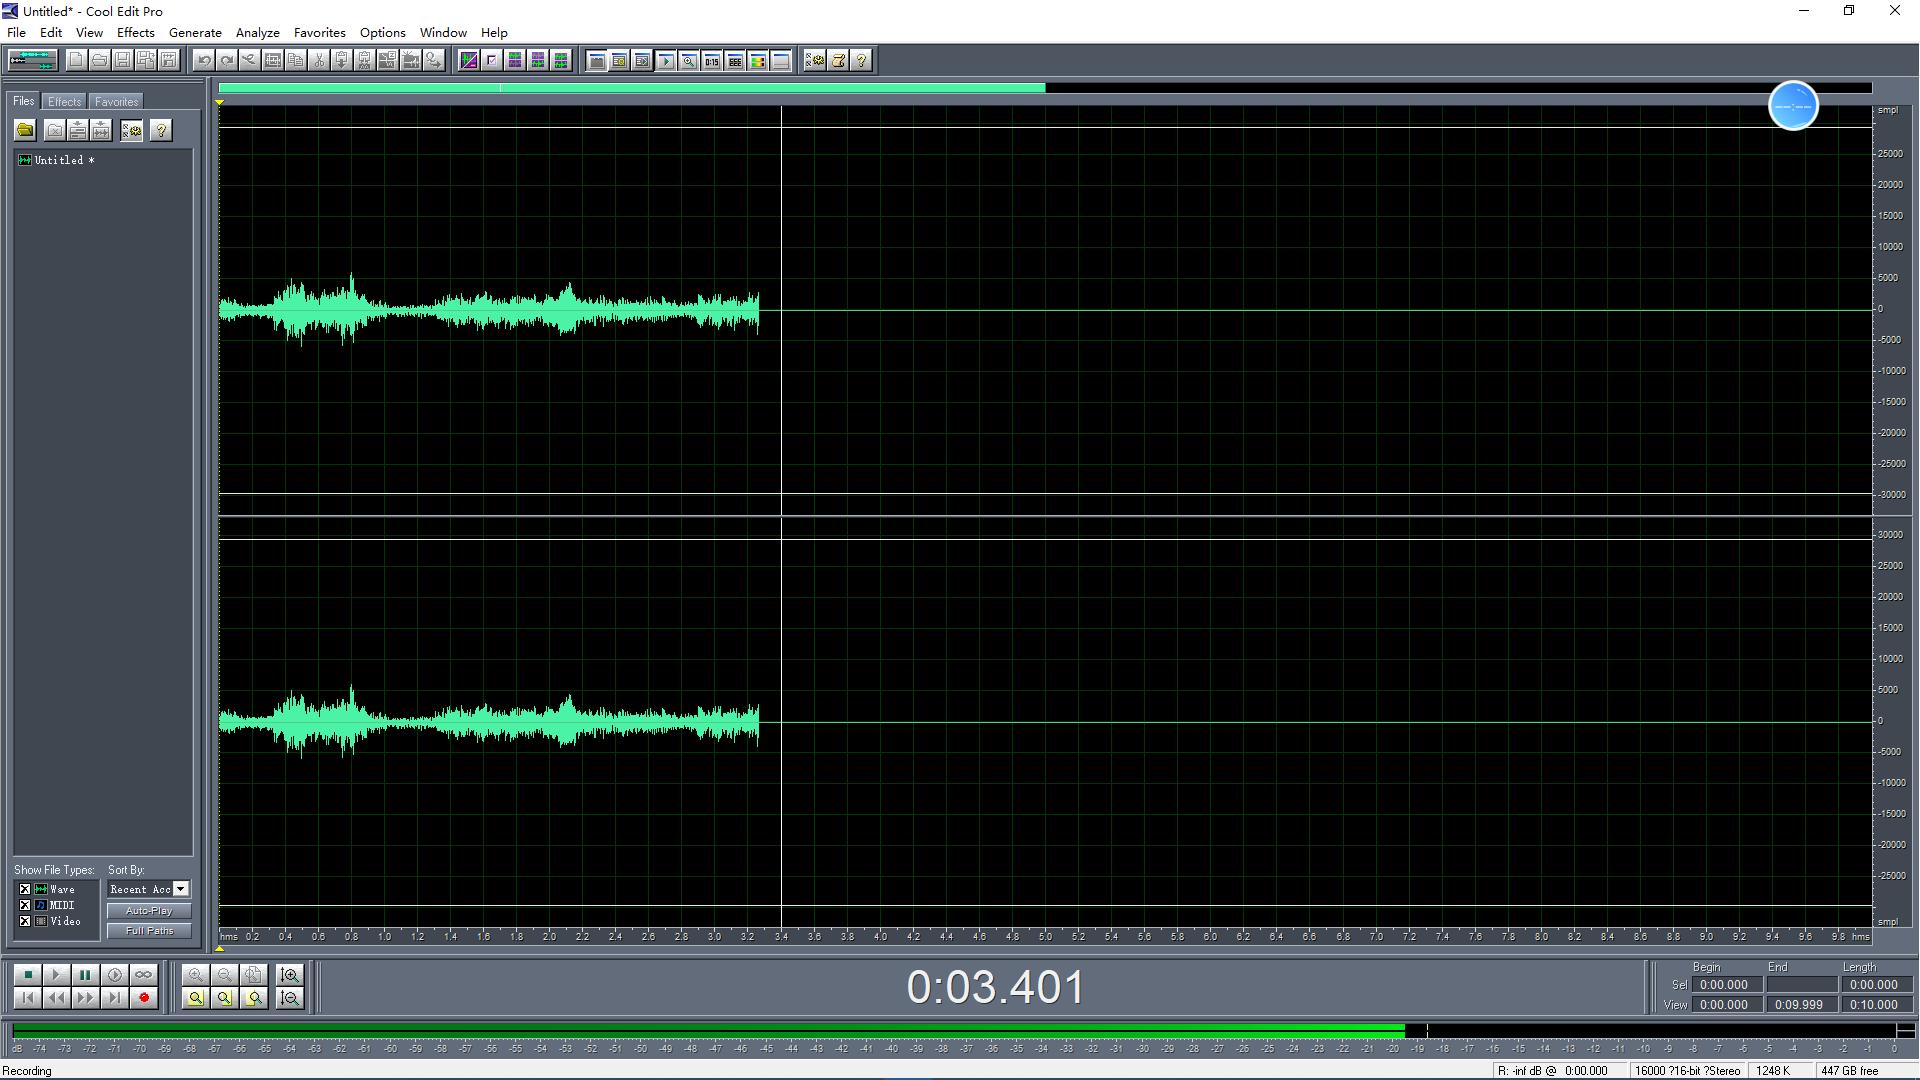 Untitled* - Cool Edit Pro
File Edit View Effects Generate Analyze Favorites Options Window Help
Files Effects Favorites
Untitled *
smpl
25000
20000
15000
10000
5000
0
-5000
-10000
-15000
-20000
-25000
-30000
30000
25000
20000
15000
10000
5000
0
-5000
-10000
-15000
-20000
-25000
smpl
Show File Types: Sort By:
Wave Recent Acc
MIDI Auto-Play
Video Full Paths
hms 0.2 0.4 0.6 0.8 1.0 1.2 1.4 1.6 1.8 2.0 2.2 2.4 2.6 2.8 3.0 3.2 3.4 3.6 3.8 4.0 4.2 4.4 4.6 4.8 5.0 5.2 5.4 5.6 5.8 6.0 6.2 6.4 6.6 6.8 7.0 7.2 7.4 7.6 7.8 8.0 8.2 8.4 8.6 8.8 9.0 9.2 9.4 9.6 9.8 hms
0:03.401
Begin End Length
Sel 0:00.000 0:00.000
View 0:00.000 0:09.999 0:10.000
dB -74 -73 -72 -71 -70 -69 -68 -67 -66 -65 -64 -63 -62 -61 -60 -59 -58 -57 -56 -55 -54 -53 -52 -51 -50 -49 -48 -47 -46 -45 -44 -43 -42 -41 -40 -39 -38 -37 -36 -35 -34 -33 -32 -31 -30 -29 -28 -27 -26 -25 -24 -23 -22 -21 -20 -19 -18 -17 -16 -15 -14 -13 -12 -11 -10 -9 -8 -7 -6 -5 -4 -3 -2 -1 0
Recording R: -inf dB @ 0:00.000 16000 ?16-bit ?Stereo 1248 K 447 GB free